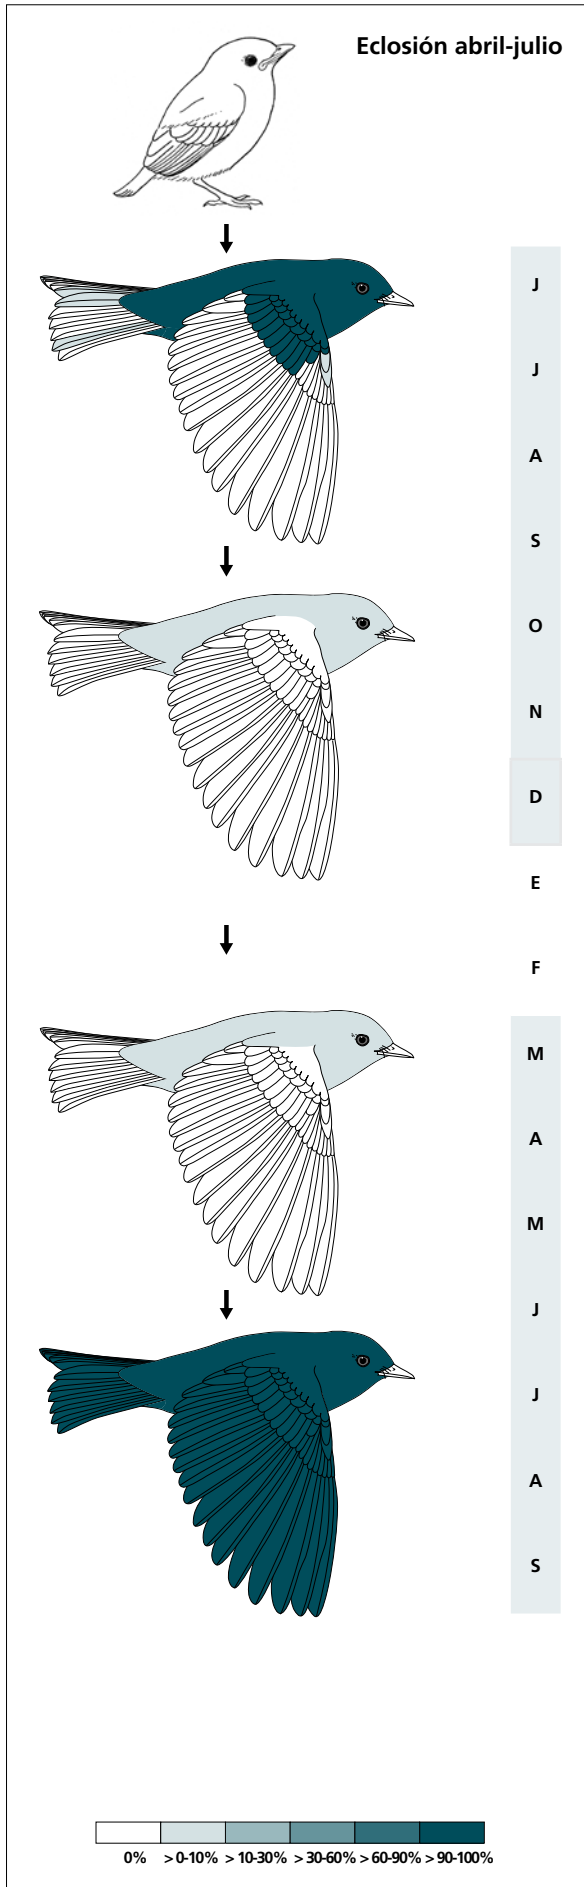 Eclosión abril-julio
J
J
A
S
O
N
D
E
F
M
A
M
J
J
A
S
0% >0-10% >10-30% >30-60% >60-90% >90-100%